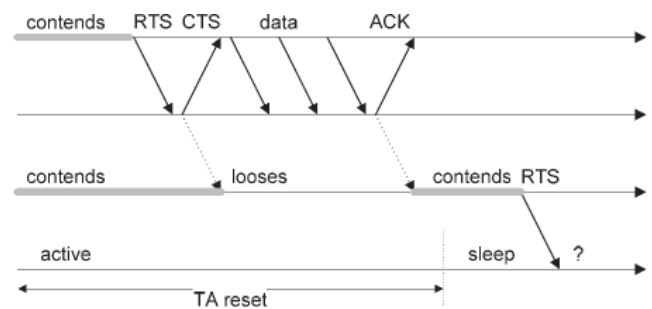 contends RTS CTS data ACK
contends looses contends RTS
active sleep ?
TA reset